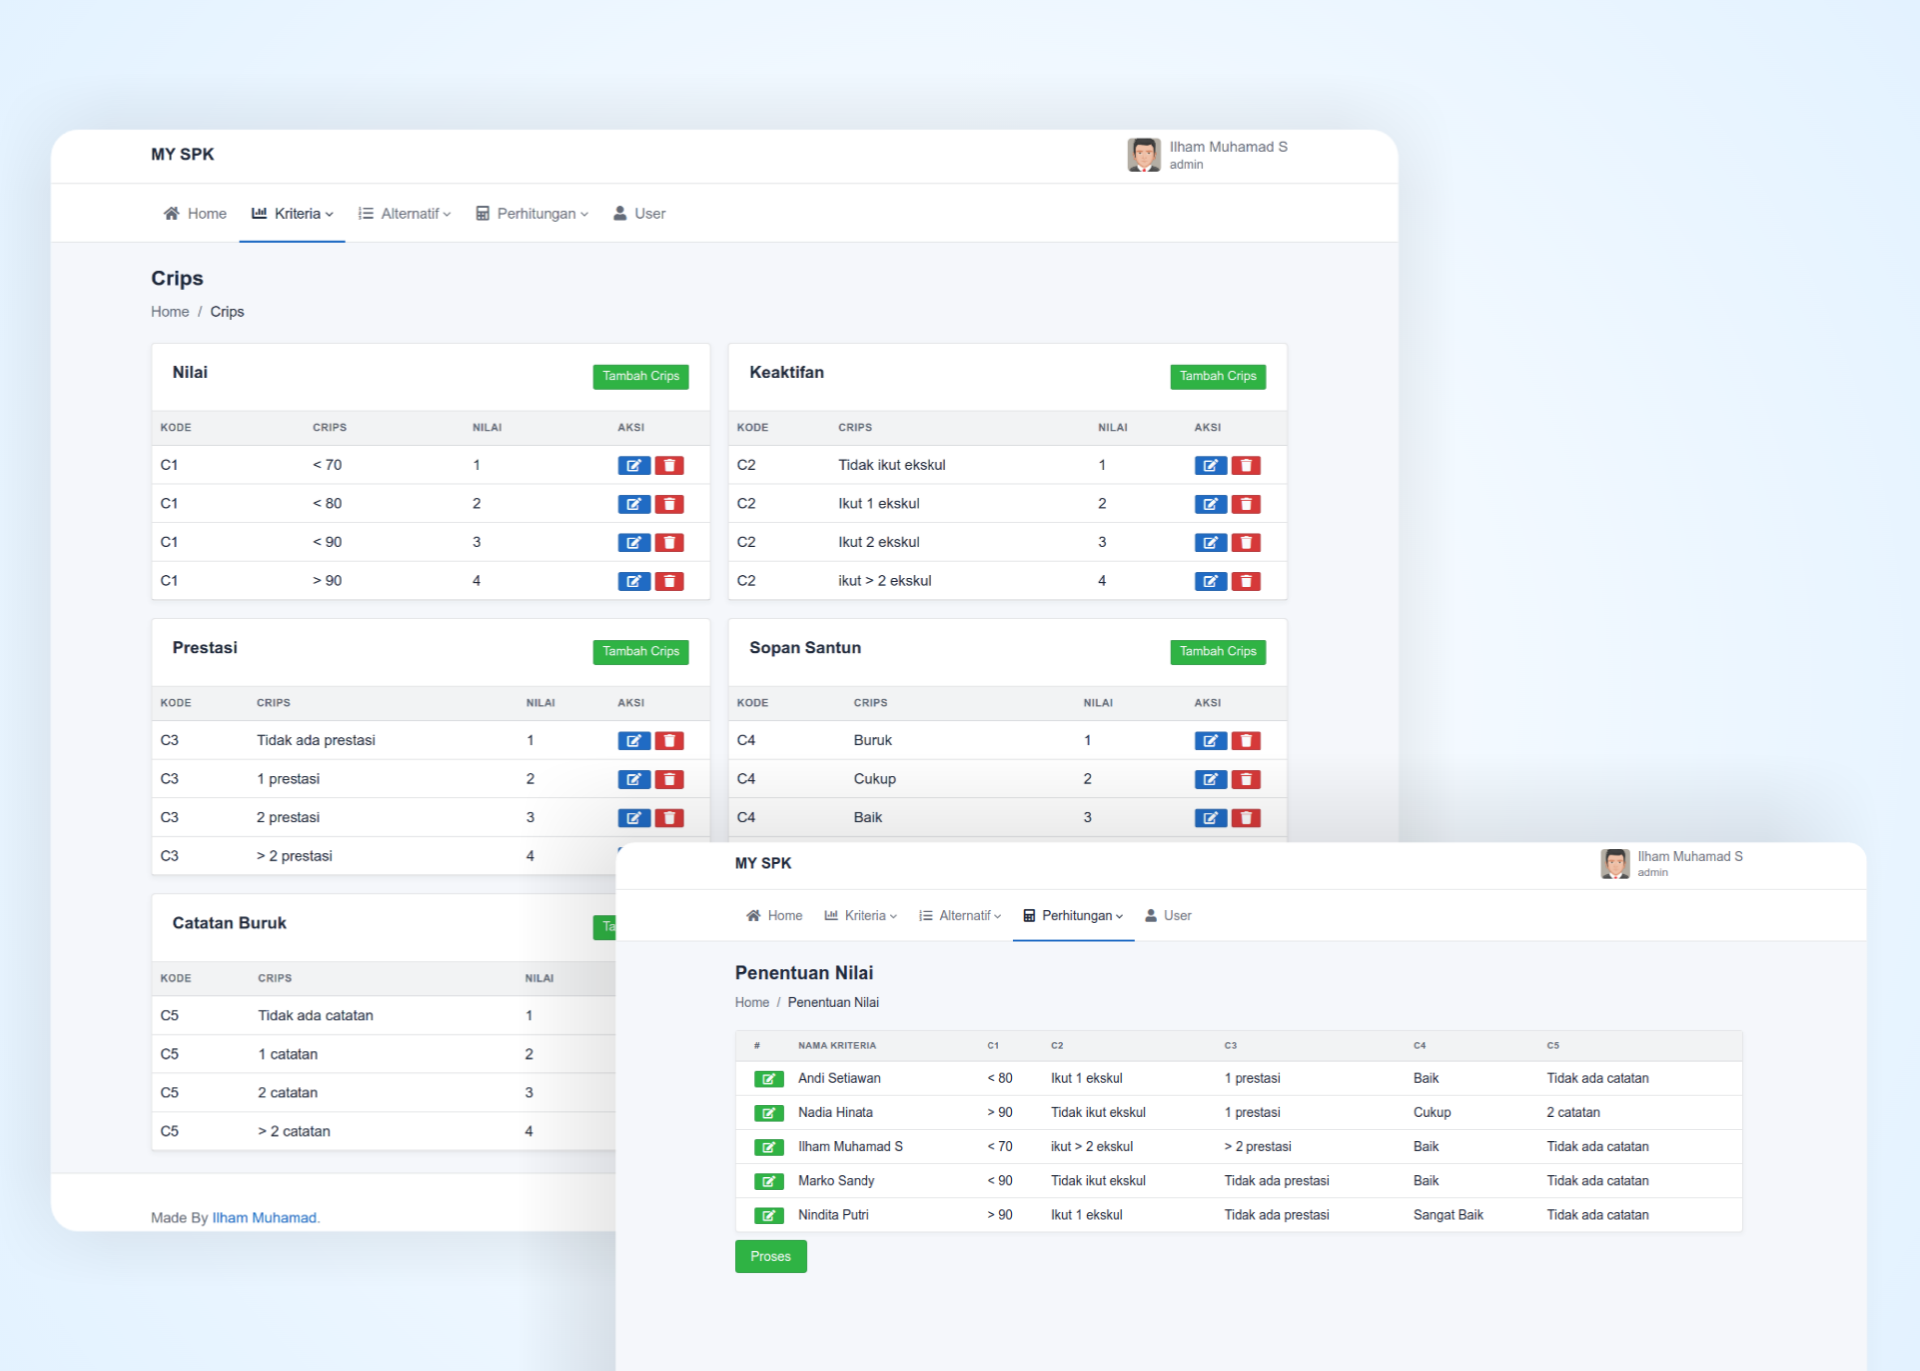 MY SPK
Ilham Muhamad S
admin
Home Kriteria Alternatif Perhitungan User
Crips
Home / Crips
Nilai
Tambah Crips
KODE CRIPS NILAI AKSI
C1 < 70 1
C1 < 80 2
C1 < 90 3
C1 > 90 4
Keaktifan
Tambah Crips
KODE CRIPS NILAI AKSI
C2 Tidak ikut ekskul 1
C2 Ikut 1 ekskul 2
C2 Ikut 2 ekskul 3
C2 ikut > 2 ekskul 4
Prestasi
Tambah Crips
KODE CRIPS NILAI AKSI
C3 Tidak ada prestasi 1
C3 1 prestasi 2
C3 2 prestasi 3
C3 > 2 prestasi 4
Sopan Santun
Tambah Crips
KODE CRIPS NILAI AKSI
C4 Buruk 1
C4 Cukup 2
C4 Baik 3
Catatan Buruk
Ta
KODE CRIPS NILAI
C5 Tidak ada catatan 1
C5 1 catatan 2
C5 2 catatan 3
C5 > 2 catatan 4
Made By Ilham Muhamad.
MY SPK
Ilham Muhamad S
admin
Home Kriteria Alternatif Perhitungan User
Penentuan Nilai
Home / Penentuan Nilai
# NAMA KRITERIA C1 C2 C3 C4 C5
Andi Setiawan < 80 Ikut 1 ekskul 1 prestasi Baik Tidak ada catatan
Nadia Hinata > 90 Tidak ikut ekskul 1 prestasi Cukup 2 catatan
Ilham Muhamad S < 70 ikut > 2 ekskul > 2 prestasi Baik Tidak ada catatan
Marko Sandy < 90 Tidak ikut ekskul Tidak ada prestasi Baik Tidak ada catatan
Nindita Putri > 90 Ikut 1 ekskul Tidak ada prestasi Sangat Baik Tidak ada catatan
Proses